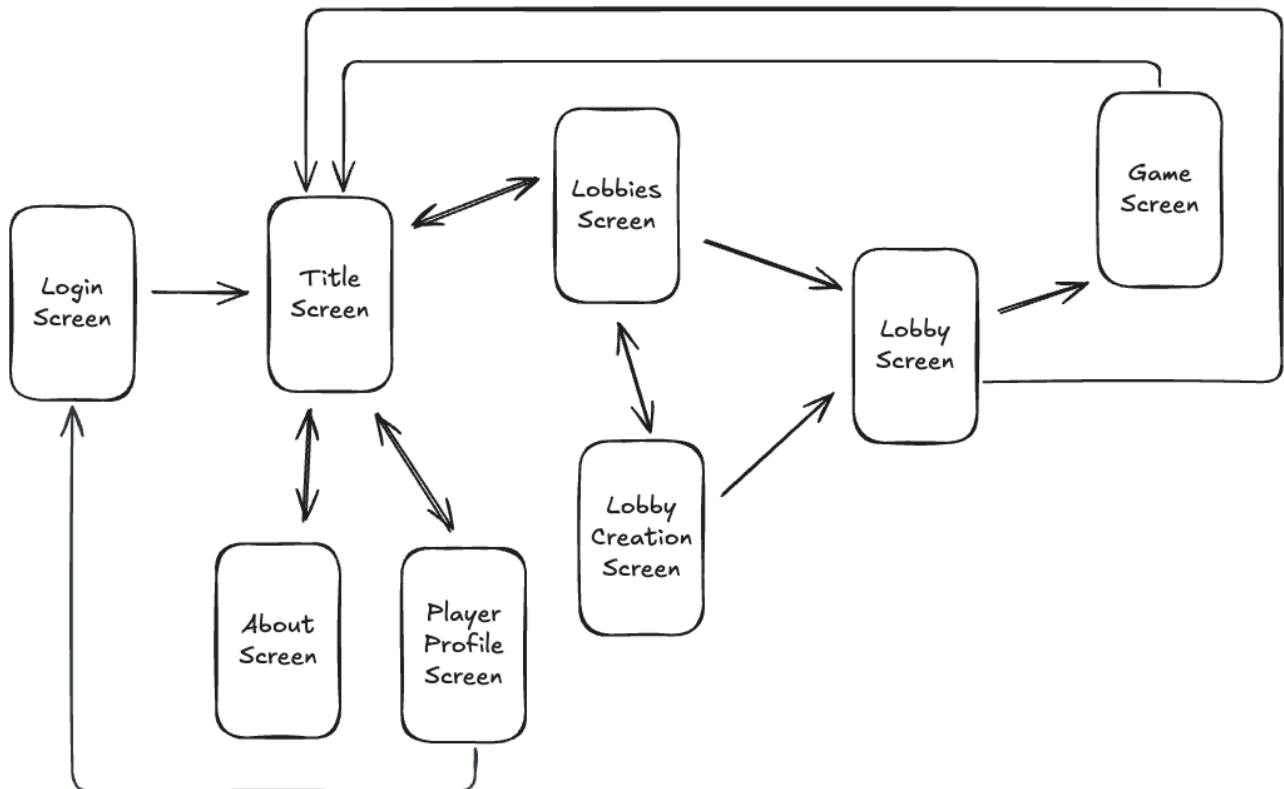 Login
Screen
Title
Screen
Lobbies
Screen
Lobby
Screen
Game
Screen
About
Screen
Player
Profile
Screen
Lobby
Creation
Screen